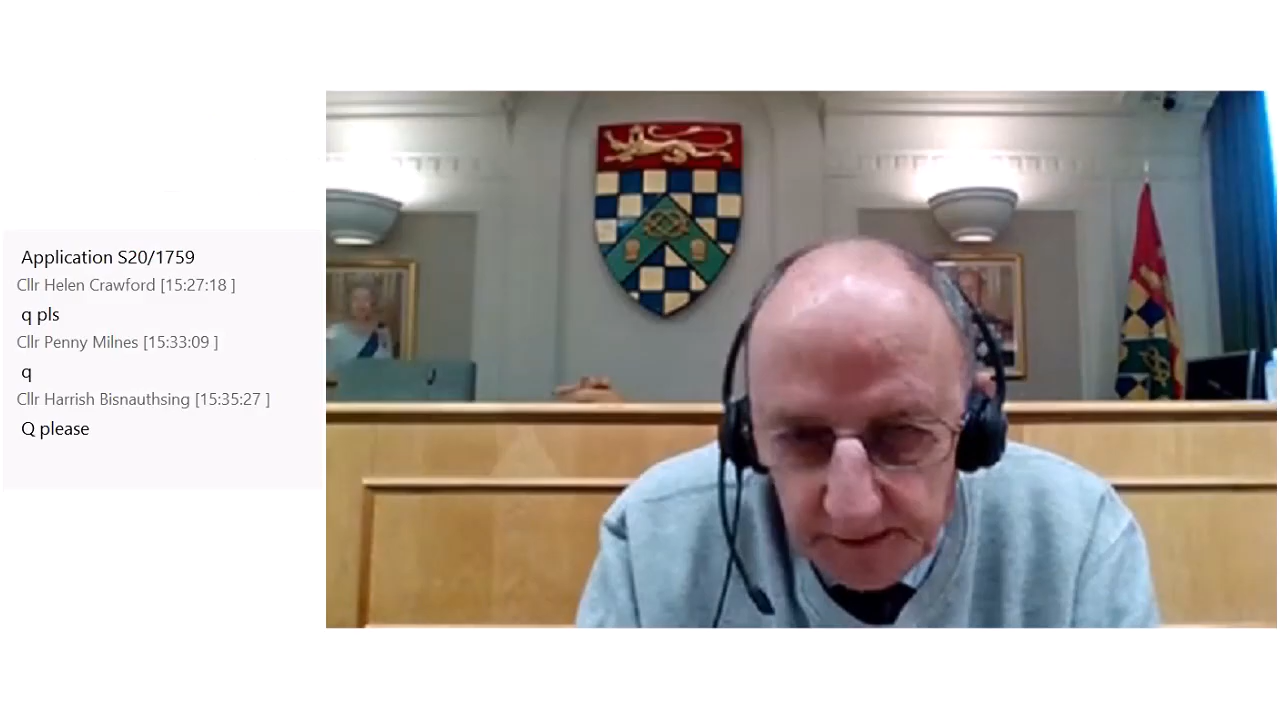 Application S20/1759
Cllr Helen Crawford [15:27:18 ]
q pls
Cllr Penny Milnes [15:33:09 ]
q
Cllr Harrish Bisnauthsing [15:35:27 ]
Q please